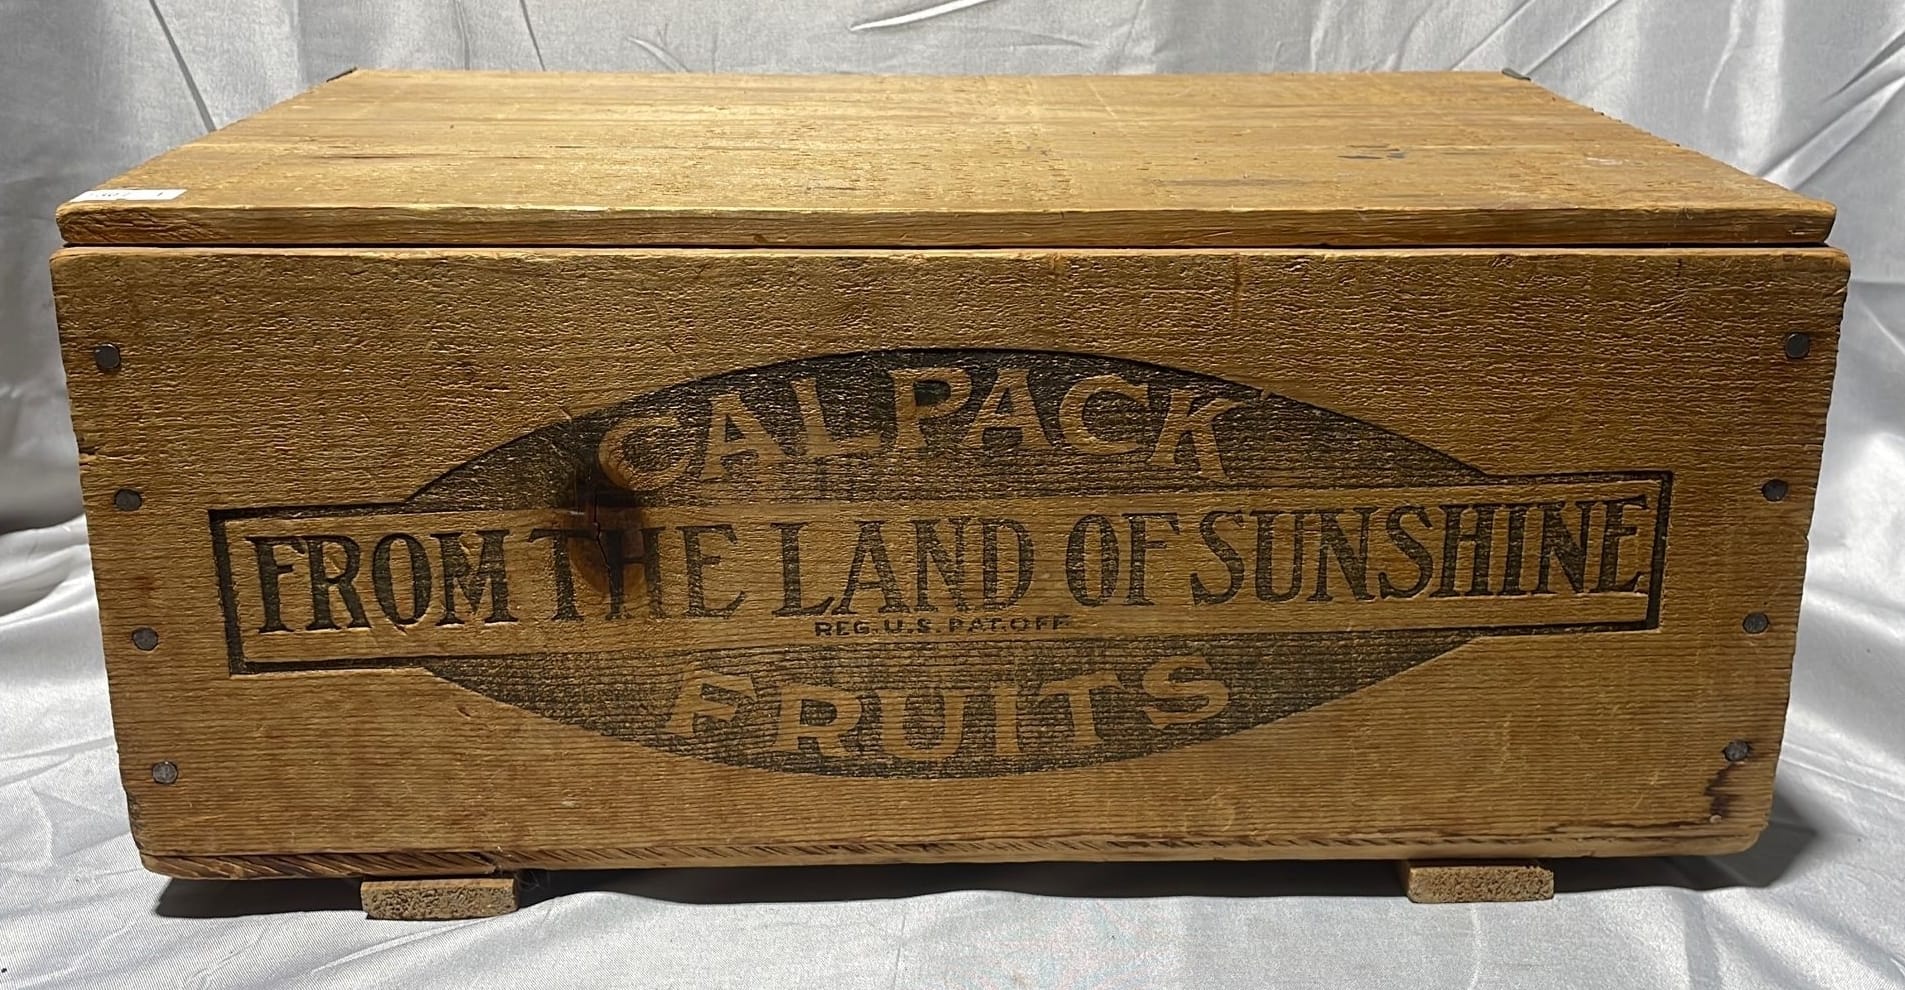 CALPACK
FROM THE LAND OF SUNSHINE
REG. U.S. PAT. OFF.
FRUITS